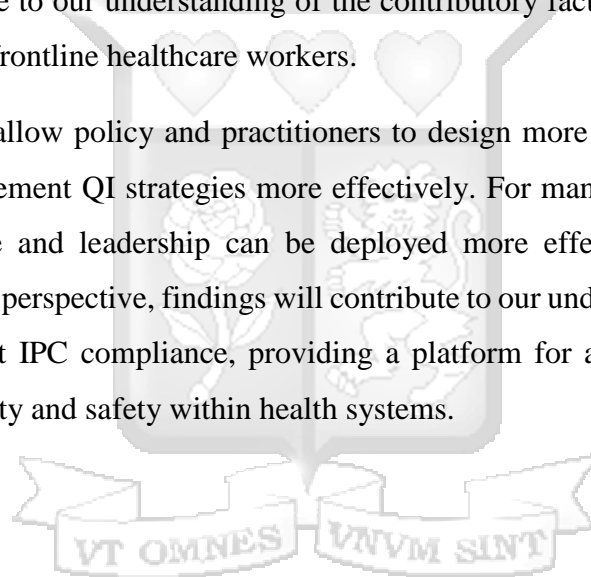 e to our understanding of the contributory fact
frontline healthcare workers.
allow policy and practitioners to design more
ement QI strategies more effectively. For man
e and leadership can be deployed more effe
perspective, findings will contribute to our und
t IPC compliance, providing a platform for a
ty and safety within health systems.
VT OMNES VNVM SINT